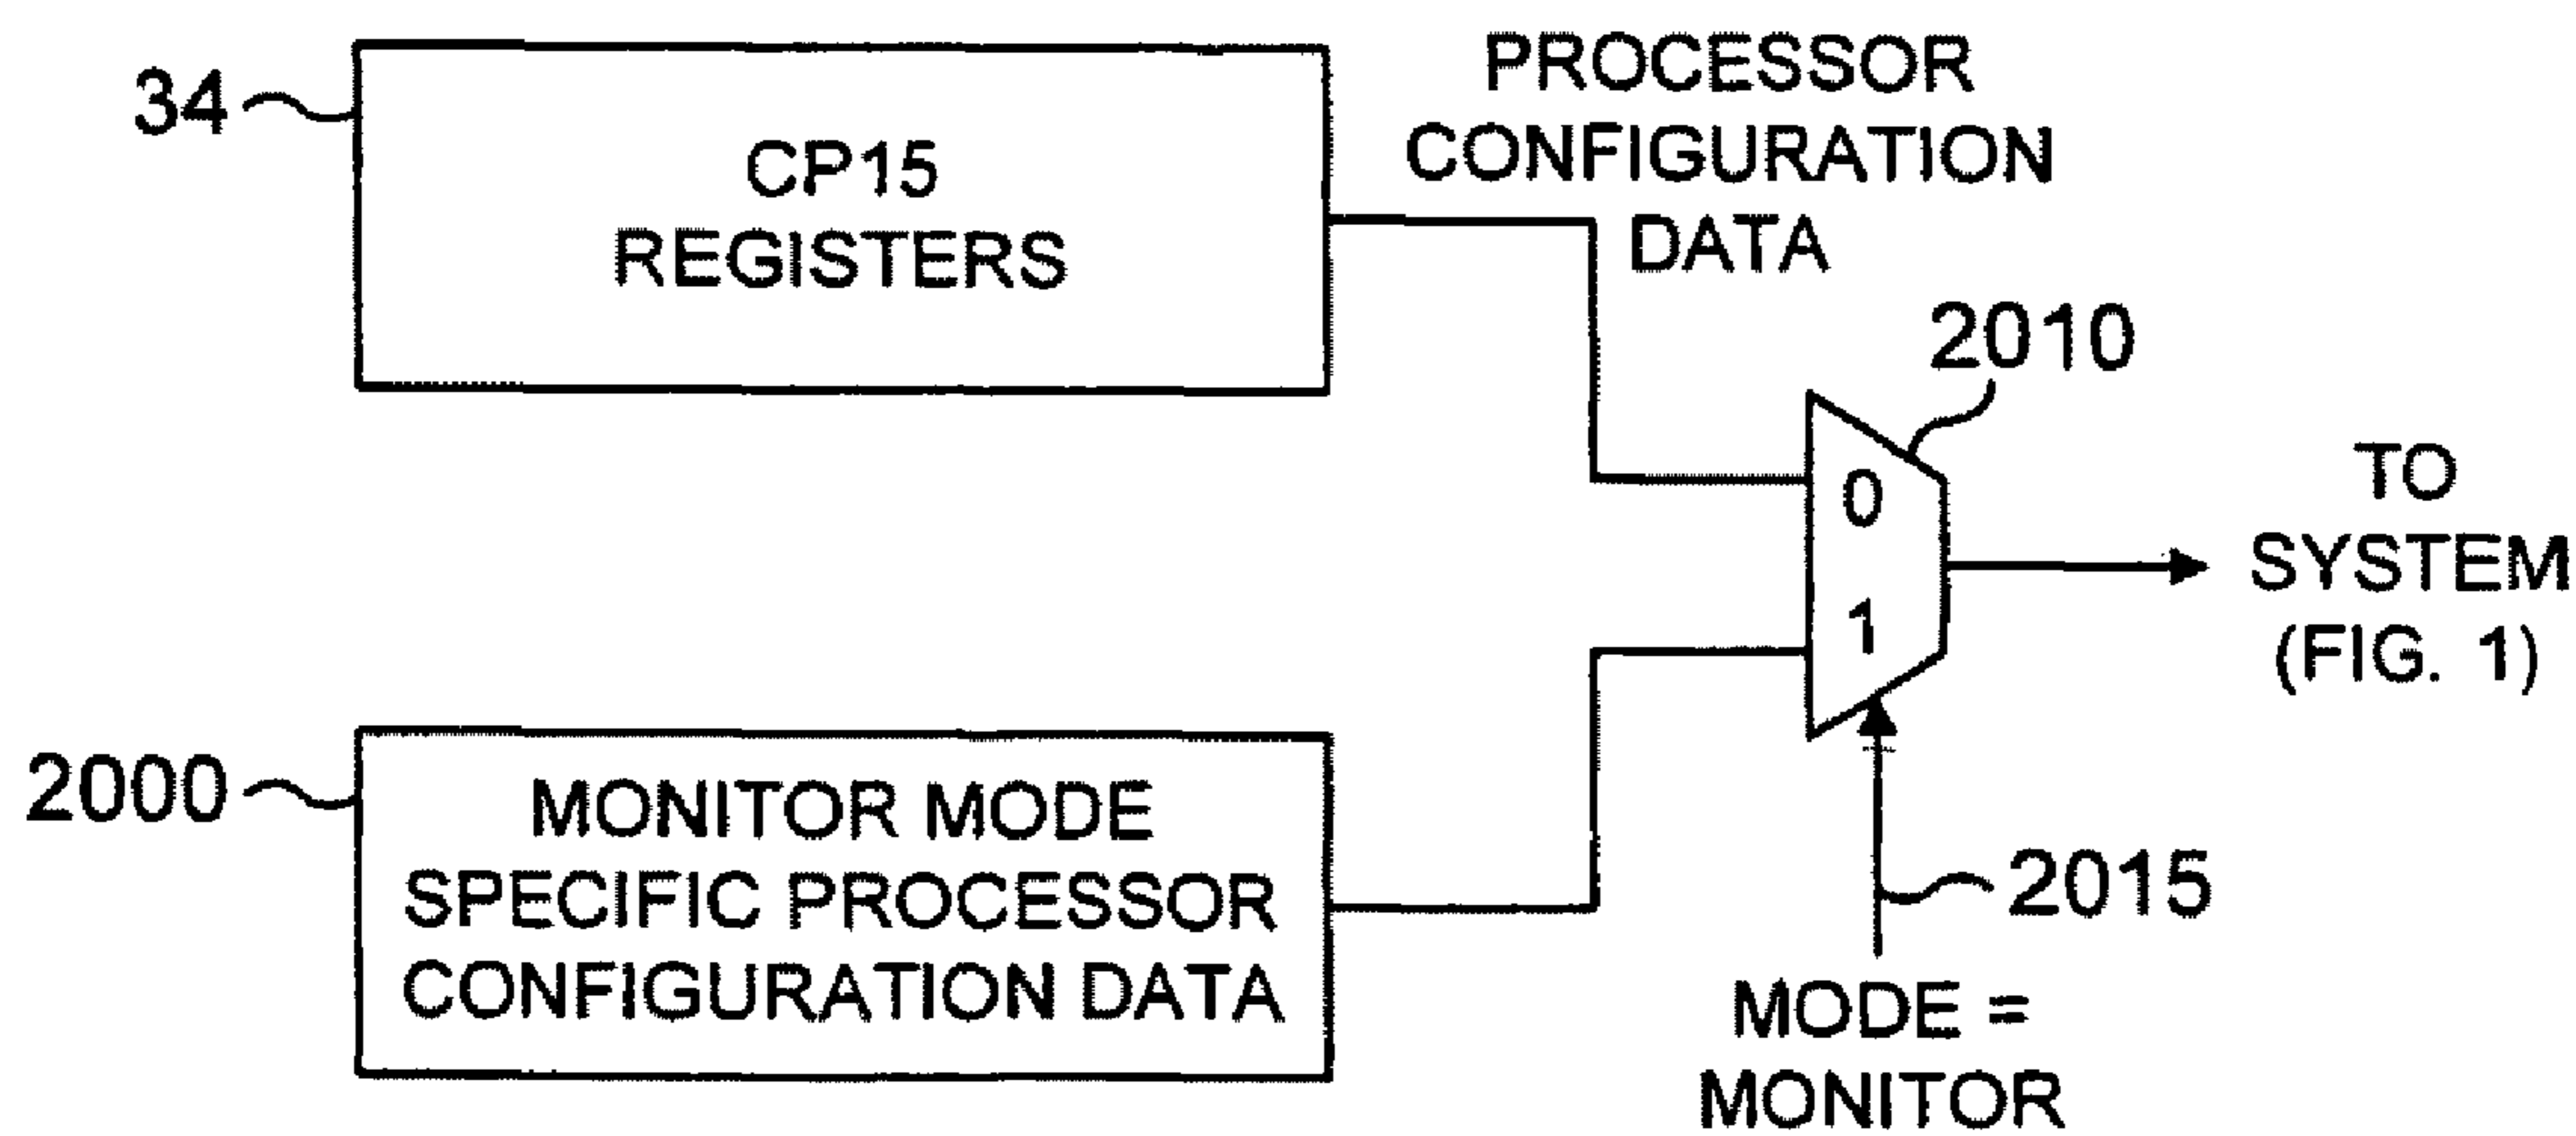 34
CP15
REGISTERS
PROCESSOR
CONFIGURATION
DATA
2010
0
1
TO
SYSTEM
(FIG. 1)
2000
MONITOR MODE
SPECIFIC PROCESSOR
CONFIGURATION DATA
2015
MODE =
MONITOR